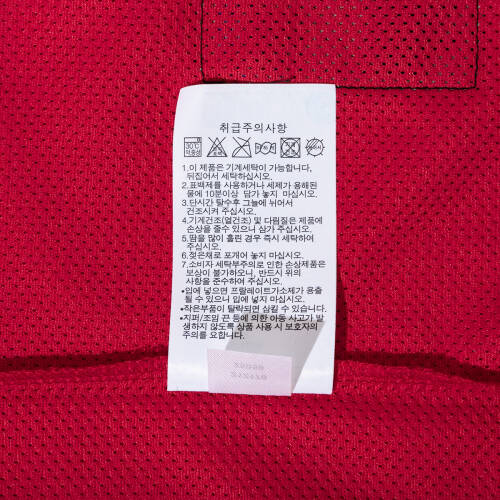 취급주의사항
30℃
약중성
1.이 제품은 기계세탁이 가능합니다,
뒤집어서 세탁하십시오.
2.표백제를 사용하거나 세제가 용해된
물에 10분이상 담가 놓지 마십시오.
3.단시간 탈수후 그늘에 뉘어서
건조시켜 주십시오.
4.기계건조(열건조) 및 다림질은 제품에
손상을 줄수 있으니 삼가 주십시오.
5.땀을 많이 흘린 경우 즉시 세탁하여
주십시오.
6.젖은채로 포개어 놓지 마십시오.
7.소비자 세탁부주의로 인한 손상제품은
보상이 불가하오니, 반드시 위의
사항을 준수하여 주십시오.
•입에 넣으면 프탈레이트가소제가 용출
될 수 있으니 입에 넣지 마십시오.
•작은부품이 탈락되면 삼킬 수 있습니다.
•지퍼/조임 끈 등에 의한 아동 사고가 발
생하지 않도록 상품 사용 시 보호자의
주의를 요합니다.